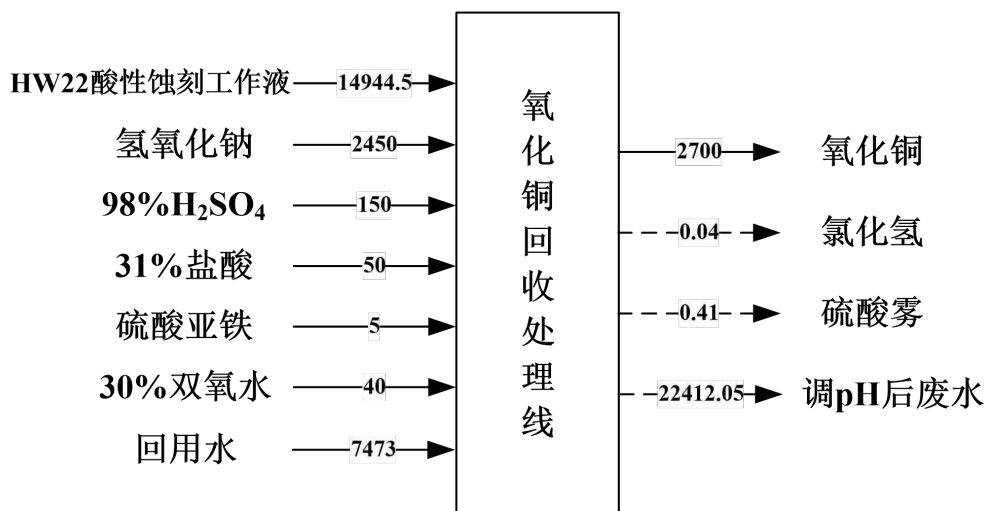 HW22酸性蚀刻工作液
14944.5
氢氧化钠
2450
98%H₂SO₄
150
31%盐酸
50
硫酸亚铁
5
30%双氧水
40
回用水
7473
氧化铜回收处理线
2700
氧化铜
0.04
氯化氢
0.41
硫酸雾
22412.05
调pH后废水